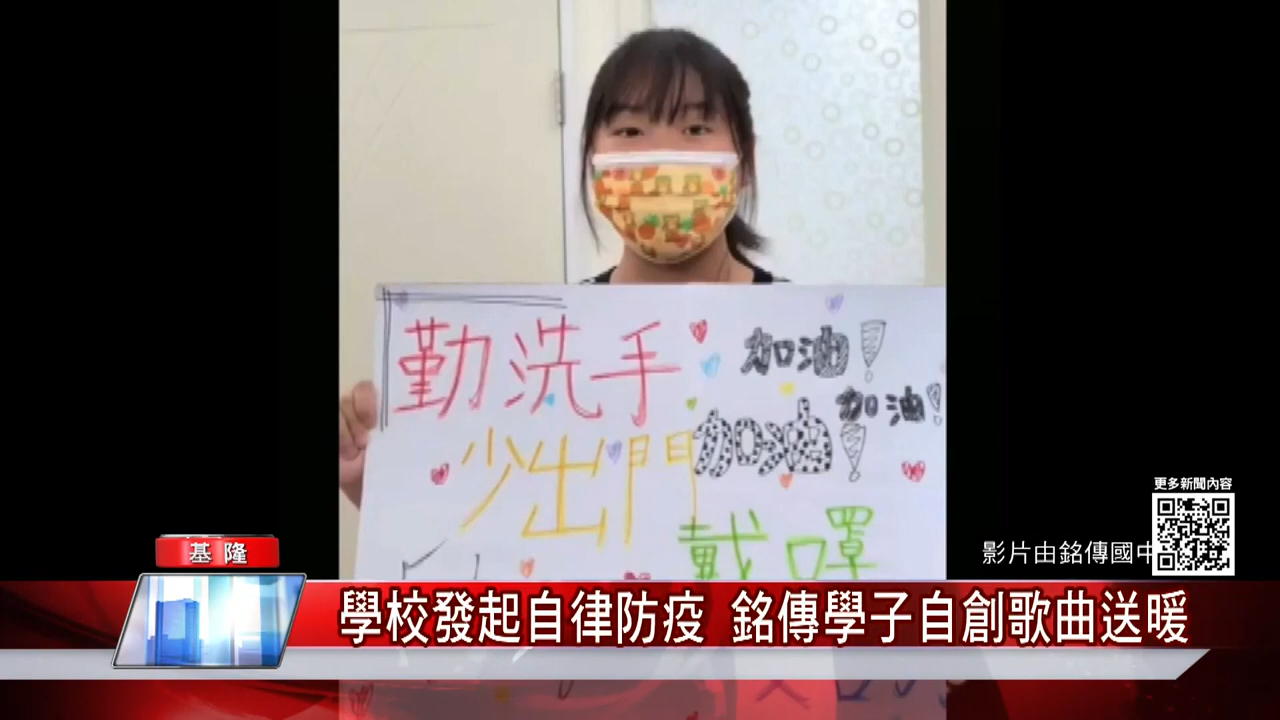 勤洗手
加油!
加油!
加油!
少出門
戴口罩
更多新聞內容
影片由銘傳國中
基隆
學校發起自律防疫 銘傳學子自創歌曲送暖